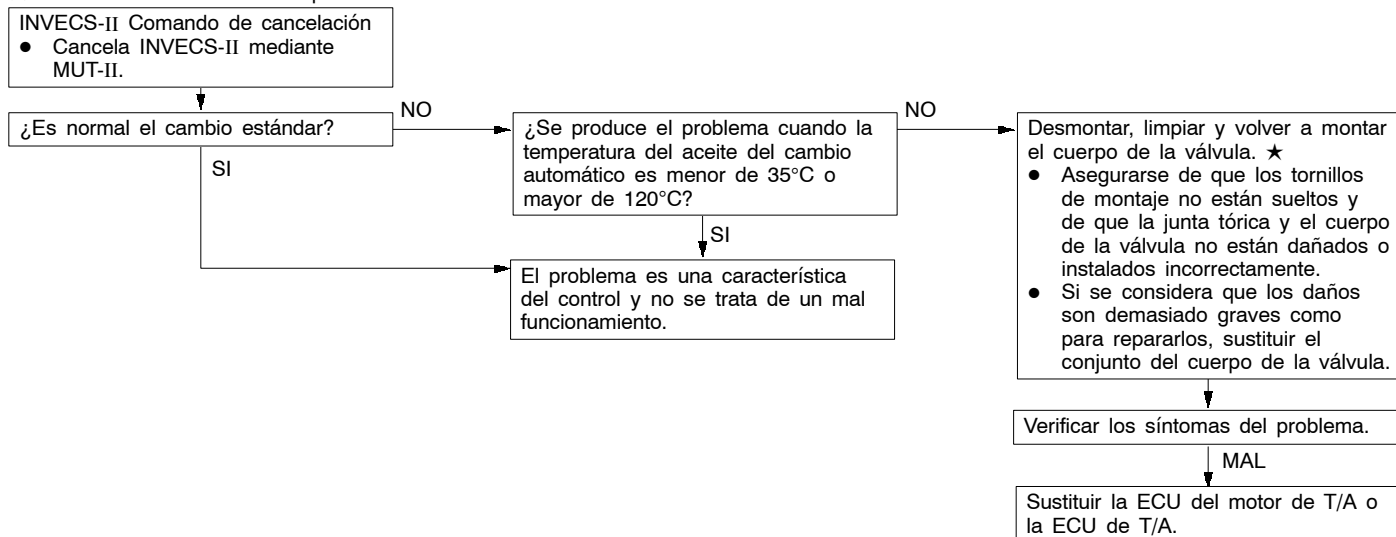 INVECS-II Comando de cancelación
● Cancela INVECS-II mediante
MUT-II.
¿Es normal el cambio estándar?
NO
SI
¿Se produce el problema cuando la
temperatura del aceite del cambio
automático es menor de 35°C o
mayor de 120°C?
NO
SI
El problema es una característica
del control y no se trata de un mal
funcionamiento.
Desmontar, limpiar y volver a montar
el cuerpo de la válvula. ★
● Asegurarse de que los tornillos
de montaje no están sueltos y
de que la junta tórica y el cuerpo
de la válvula no están dañados o
instalados incorrectamente.
● Si se considera que los daños
son demasiado graves como
para repararlos, sustituir el
conjunto del cuerpo de la válvula.
Verificar los síntomas del problema.
MAL
Sustituir la ECU del motor de T/A o
la ECU de T/A.